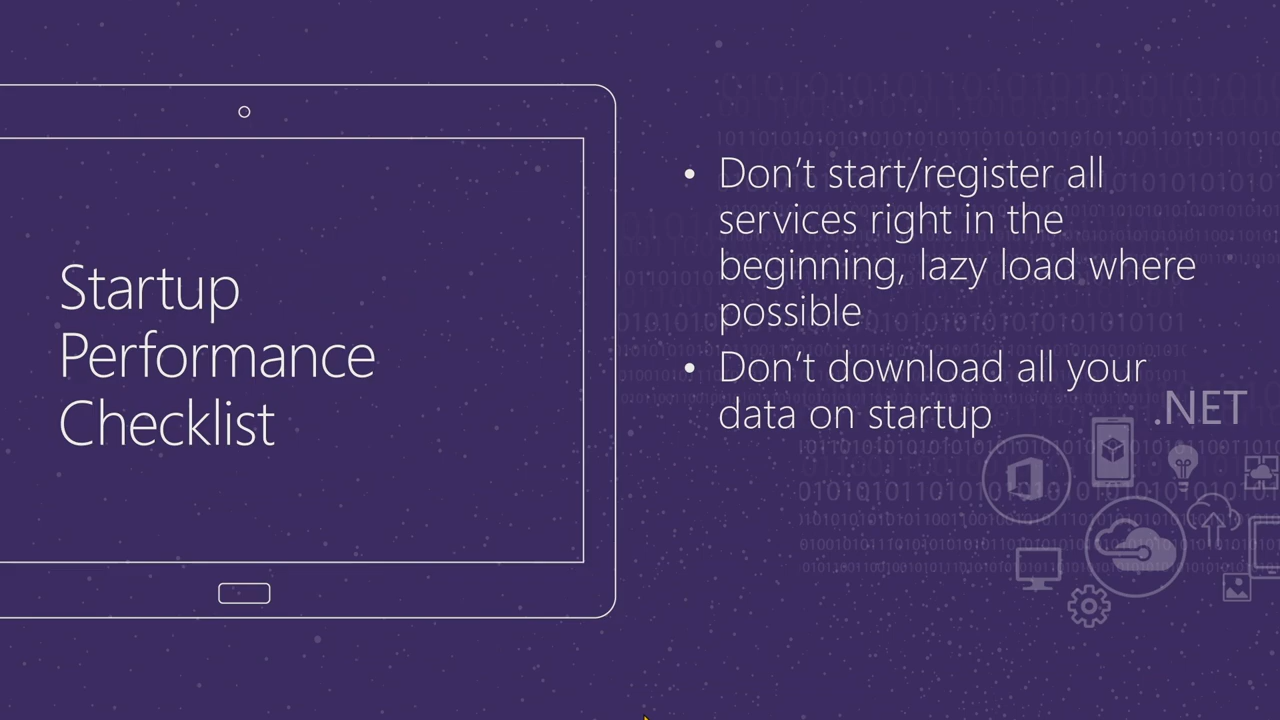 Startup
Performance
Checklist
• Don't start/register all
services right in the
beginning, lazy load where
possible
• Don't download all your
data on startup
.NET